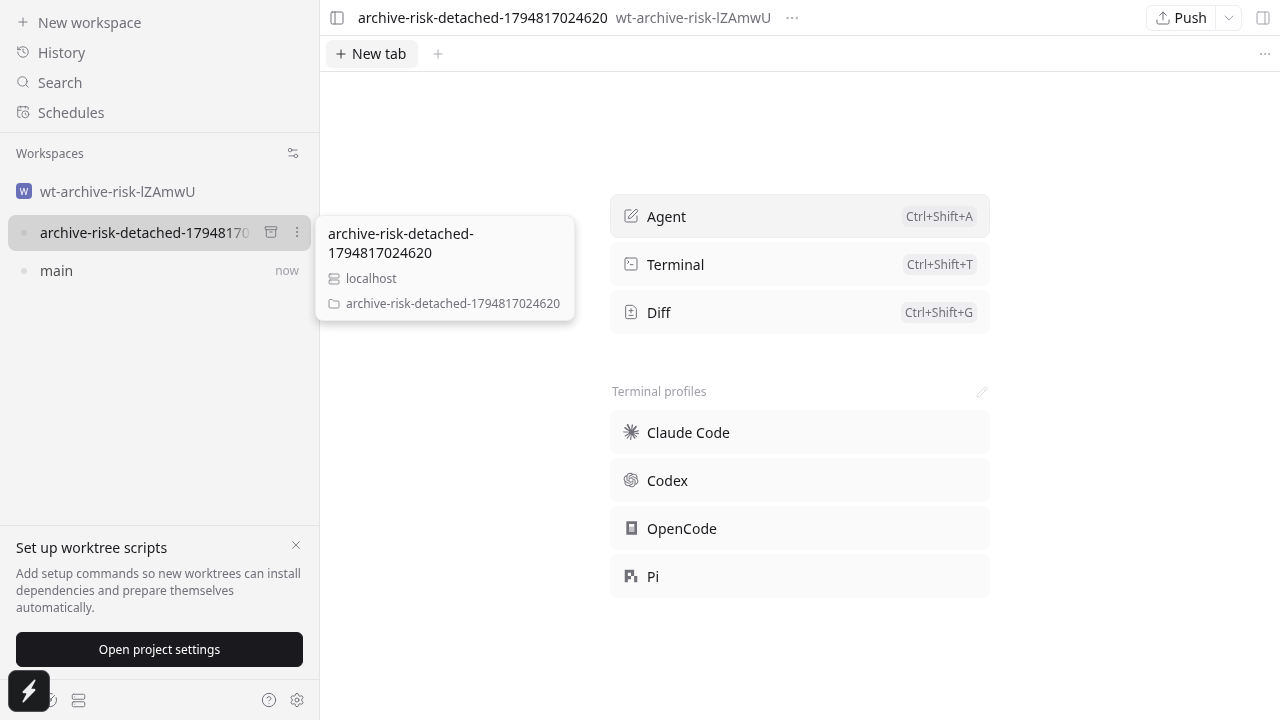 New workspace
History
Search
Schedules
Workspaces
W wt-archive-risk-lZAmwU
archive-risk-detached-17948170
main now
Set up worktree scripts
Add setup commands so new worktrees can install
dependencies and prepare themselves
automatically.
Open project settings
archive-risk-detached-1794817024620 wt-archive-risk-lZAmwU
Push
New tab
archive-risk-detached-
1794817024620
localhost
archive-risk-detached-1794817024620
Agent Ctrl+Shift+A
Terminal Ctrl+Shift+T
Diff Ctrl+Shift+G
Terminal profiles
Claude Code
Codex
OpenCode
Pi